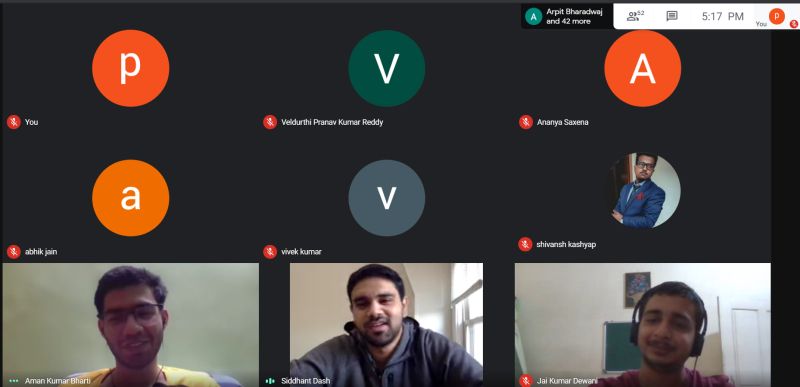 Arpit Bharadwaj
and 42 more
52
5:17 PM
You
p
A
p
V
A
You
Veldurthi Pranav Kumar Reddy
Ananya Saxena
a
v
abhik jain
vivek kumar
shivansh kashyap
Aman Kumar Bharti
Siddhant Dash
Jai Kumar Dewani